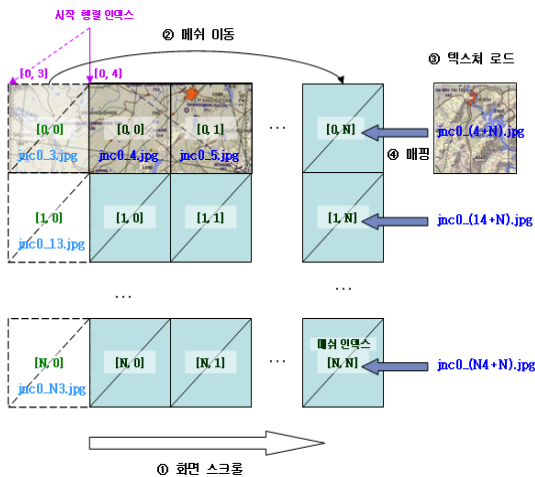 시작 행렬 인덱스
② 메쉬 이동
③ 텍스쳐 로드
[0, 3]
[0, 4]
[0, 0]
[0, 0]
[0, 1]
...
[0, N]
jnc0_(4+N).jpg
jnc0_3.jpg
jnc0_4.jpg
jnc0_5.jpg
④ 매핑
[1, 0]
[1, 0]
[1, 1]
[1, N]
jnc0_(14+N).jpg
jnc0_13.jpg
...
...
메쉬 인덱스
[N, 0]
[N, 0]
[N, 1]
...
[N, N]
jnc0_(N4+N).jpg
jnc0_N3.jpg
① 화면 스크롤